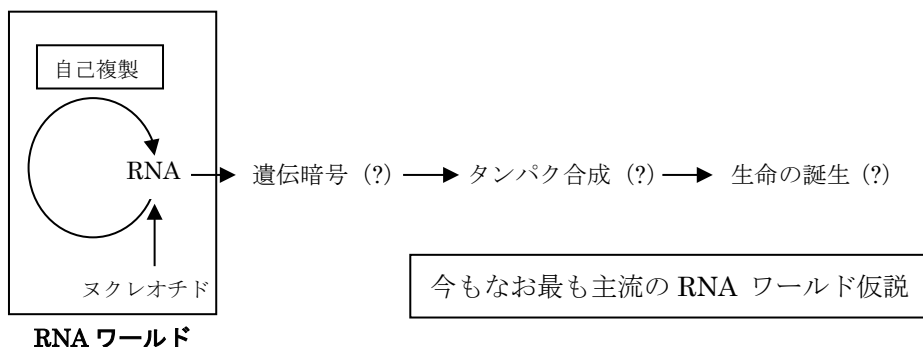 自己複製
RNA 遺伝暗号 (?) タンパク合成 (?) 生命の誕生 (?)
ヌクレオチド
今もなお最も主流の RNA ワールド仮説
RNA ワールド